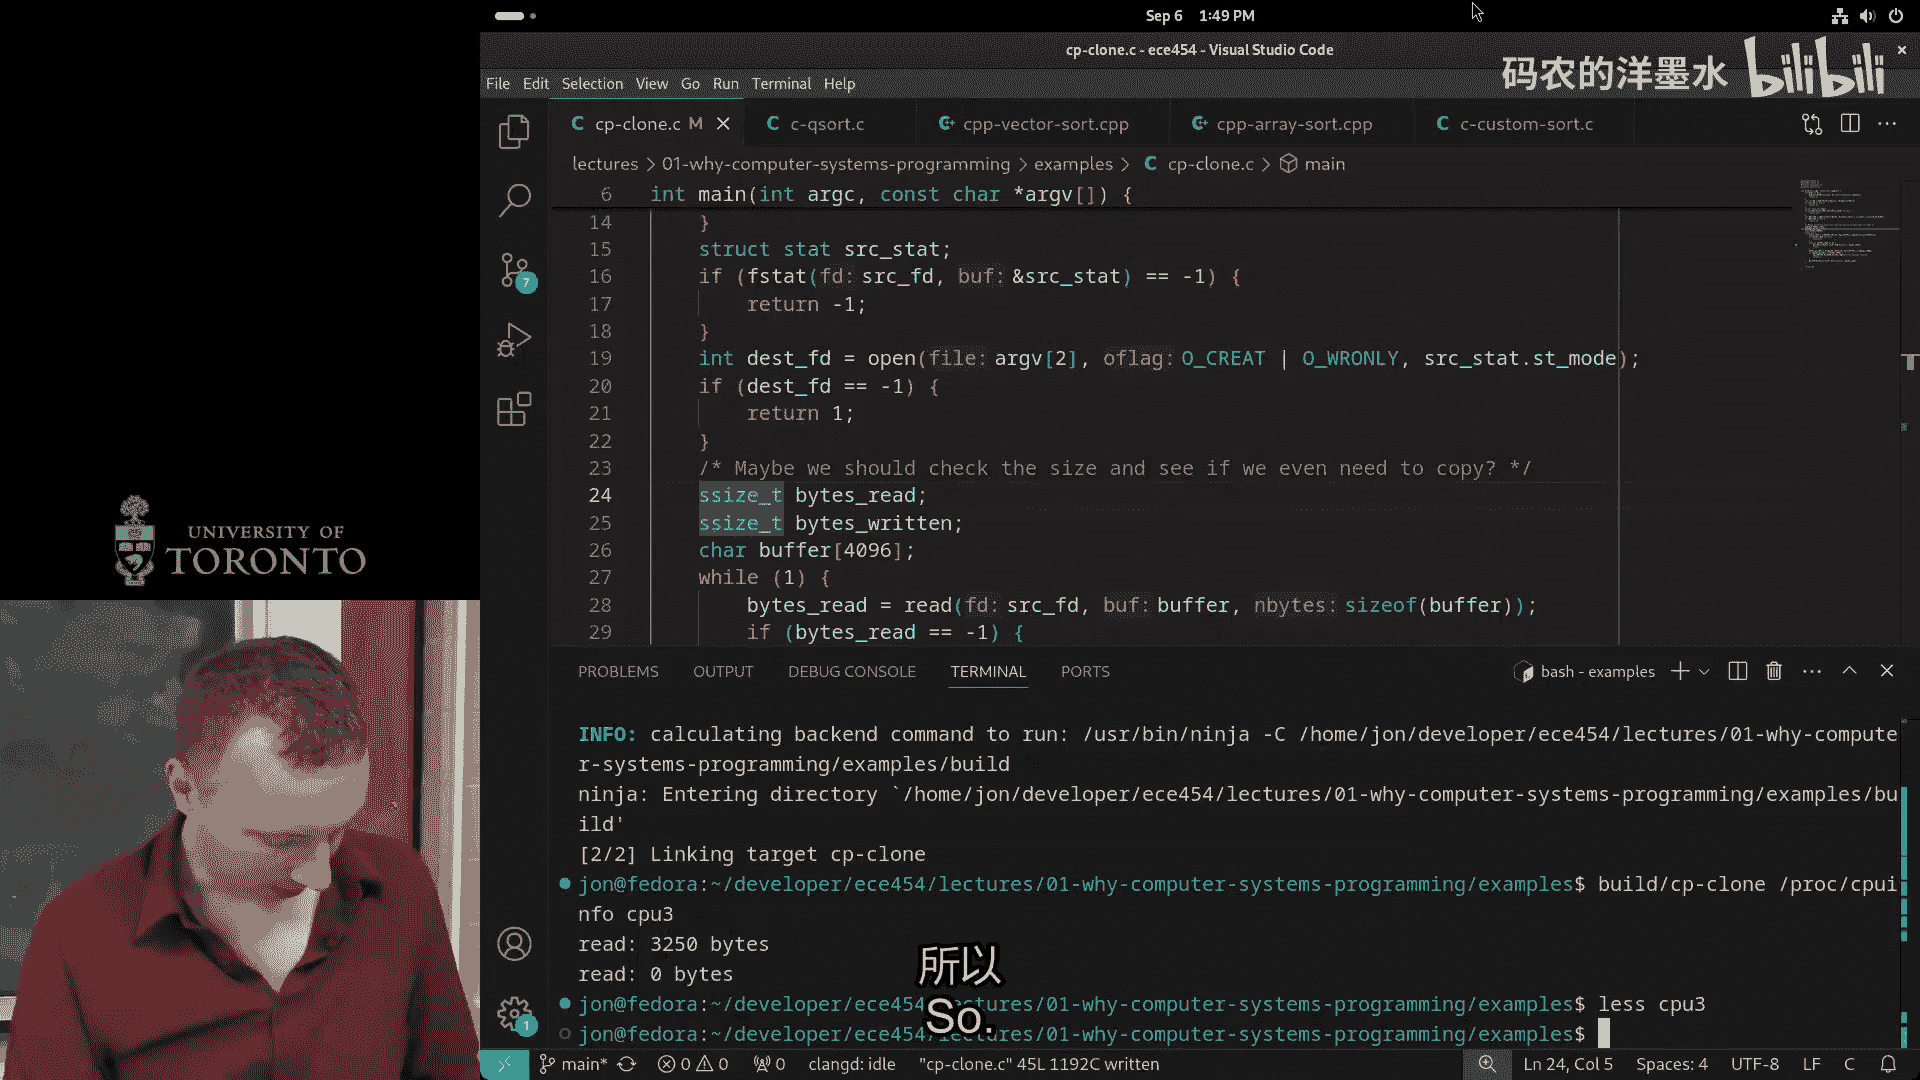 Sep 6 1:49 PM
cp-clone.c - ece454 - Visual Studio Code
码农的洋墨水 bilibili
File Edit Selection View Go Run Terminal Help
C cp-clone.c M C c-qsort.c cpp-vector-sort.cpp cpp-array-sort.cpp C c-custom-sort.c
lectures > 01-why-computer-systems-programming > examples > C cp-clone.c > main
6 int main(int argc, const char *argv[]) {
14 }
15 struct stat src_stat;
16 if (fstat(fd: src_fd, buf: &src_stat) == -1) {
17 return -1;
18 }
19 int dest_fd = open(file: argv[2], oflag: O_CREAT | O_WRONLY, src_stat.st_mode);
20 if (dest_fd == -1) {
21 return 1;
22 }
23 /* Maybe we should check the size and see if we even need to copy? */
24 ssize_t bytes_read;
25 ssize_t bytes_written;
26 char buffer[4096];
27 while (1) {
28 bytes_read = read(fd: src_fd, buf: buffer, nbytes: sizeof(buffer));
29 if (bytes_read == -1) {
7
1
UNIVERSITY OF
TORONTO
PROBLEMS OUTPUT DEBUG CONSOLE TERMINAL PORTS bash - examples
INFO: calculating backend command to run: /usr/bin/ninja -C /home/jon/developer/ece454/lectures/01-why-compute
r-systems-programming/examples/build
ninja: Entering directory `/home/jon/developer/ece454/lectures/01-why-computer-systems-programming/examples/bu
ild'
[2/2] Linking target cp-clone
jon@fedora:~/developer/ece454/lectures/01-why-computer-systems-programming/examples$ build/cp-clone /proc/cpui
nfo cpu3
read: 3250 bytes
read: 0 bytes
jon@fedora:~/developer/ece454/lectures/01-why-computer-systems-programming/examples$ less cpu3
jon@fedora:~/developer/ece454/lectures/01-why-computer-systems-programming/examples$
所以
So.
main* 0 0 0 clangd: idle "cp-clone.c" 45L 1192C written Ln 24, Col 5 Spaces: 4 UTF-8 LF C